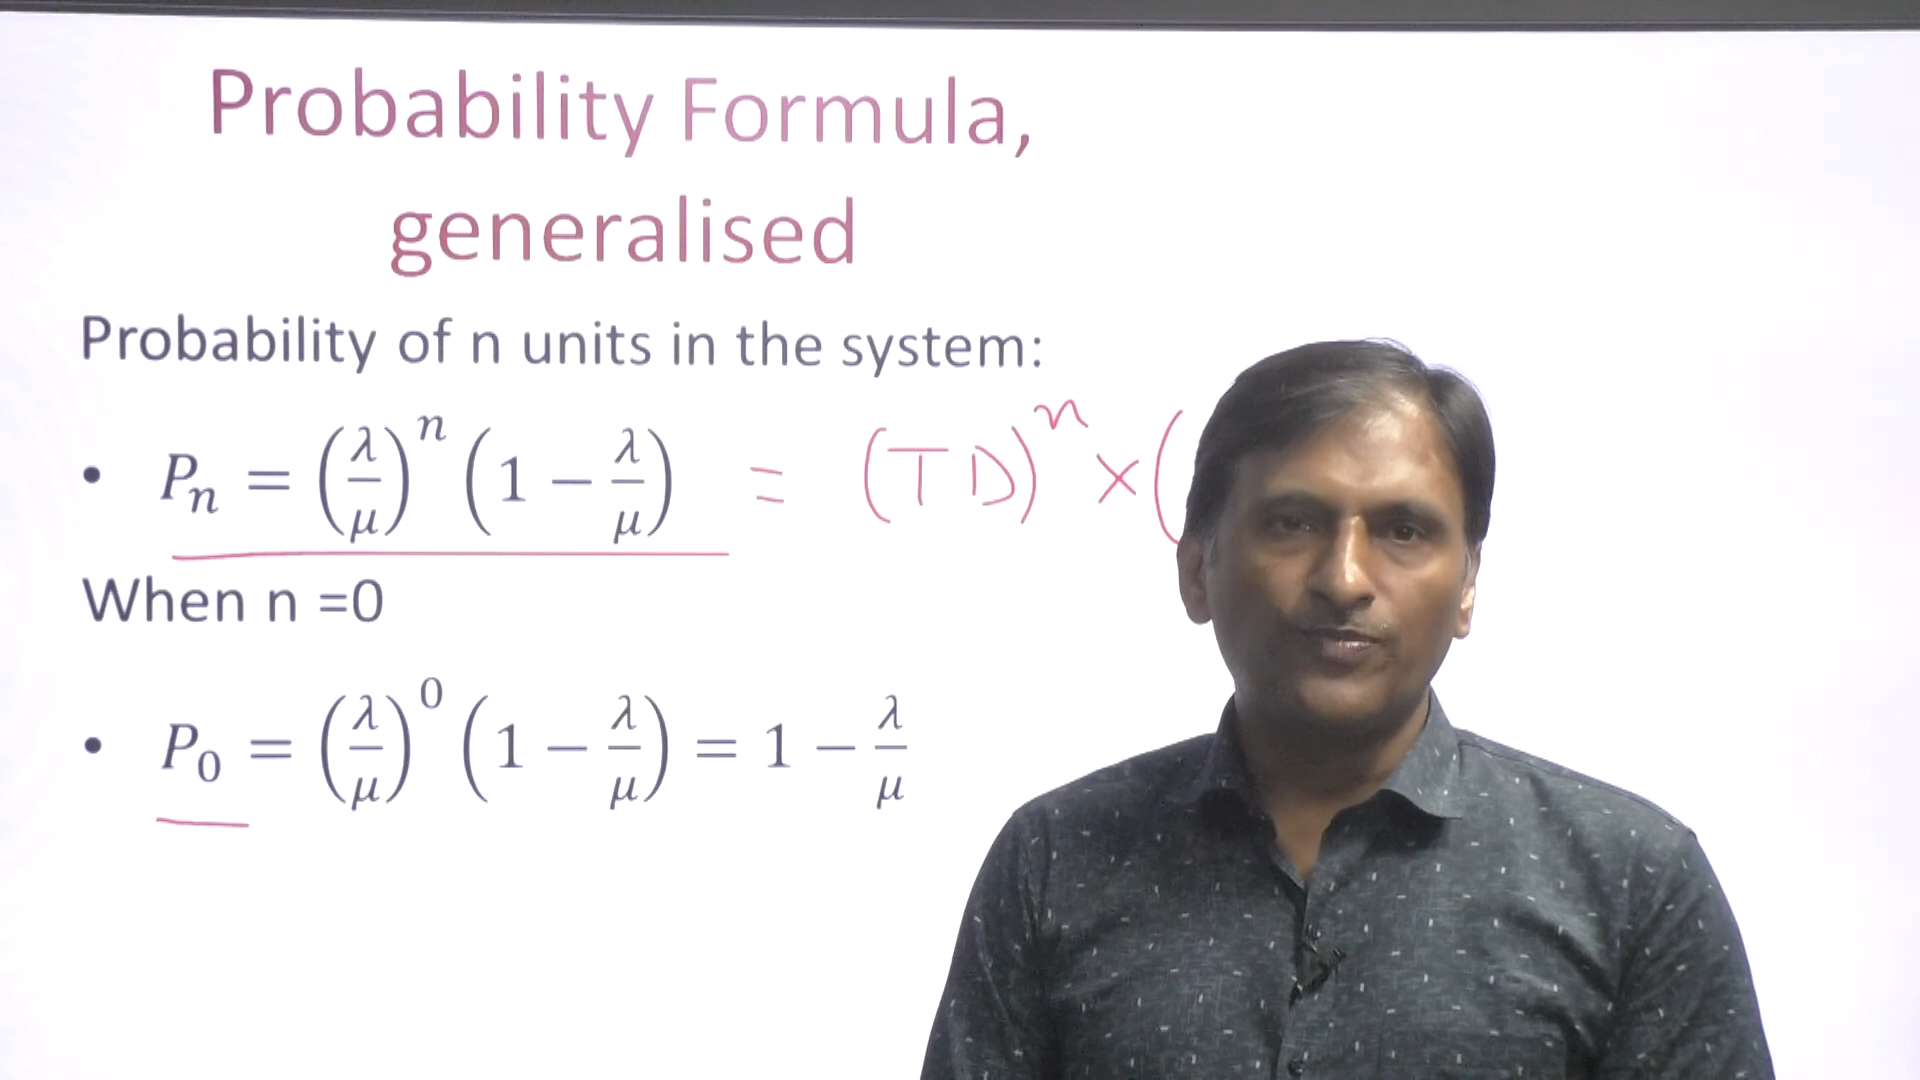 Probability Formula,
generalised
Probability of n units in the system:
• Pₙ = (λ/μ)ⁿ (1 − λ/μ) = (TD)ⁿ × (
When n =0
• P₀ = (λ/μ)⁰ (1 − λ/μ) = 1 − λ/μ